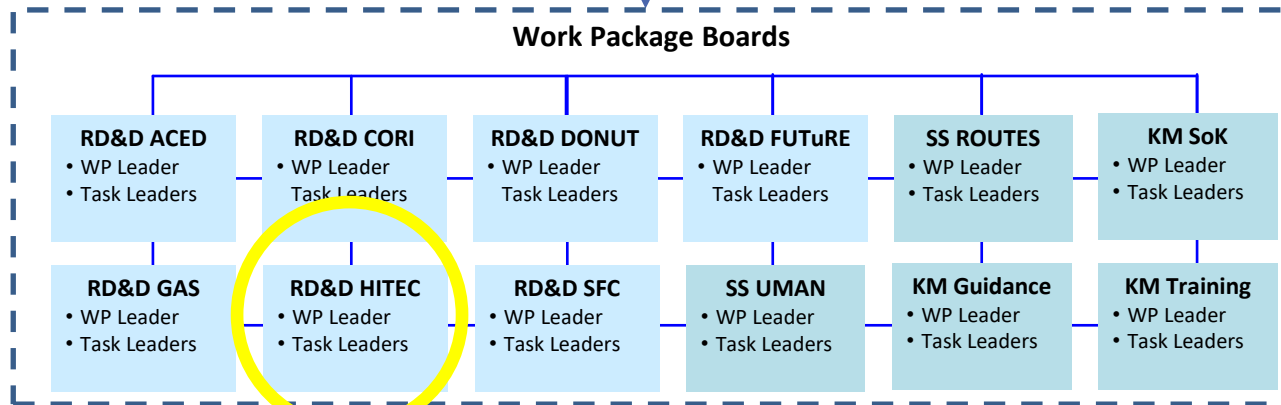 Work Package Boards
RD&D ACED
• WP Leader
• Task Leaders
RD&D CORI
• WP Leader
Task Leaders
RD&D DONUT
• WP Leader
Task Leaders
RD&D FUTuRE
• WP Leader
Task Leaders
SS ROUTES
• WP Leader
• Task Leaders
KM SoK
• WP Leader
• Task Leaders
RD&D GAS
• WP Leader
• Task Leaders
RD&D HITEC
• WP Leader
• Task Leaders
RD&D SFC
• WP Leader
• Task Leaders
SS UMAN
• WP Leader
• Task Leaders
KM Guidance
• WP Leader
• Task Leaders
KM Training
• WP Leader
• Task Leaders